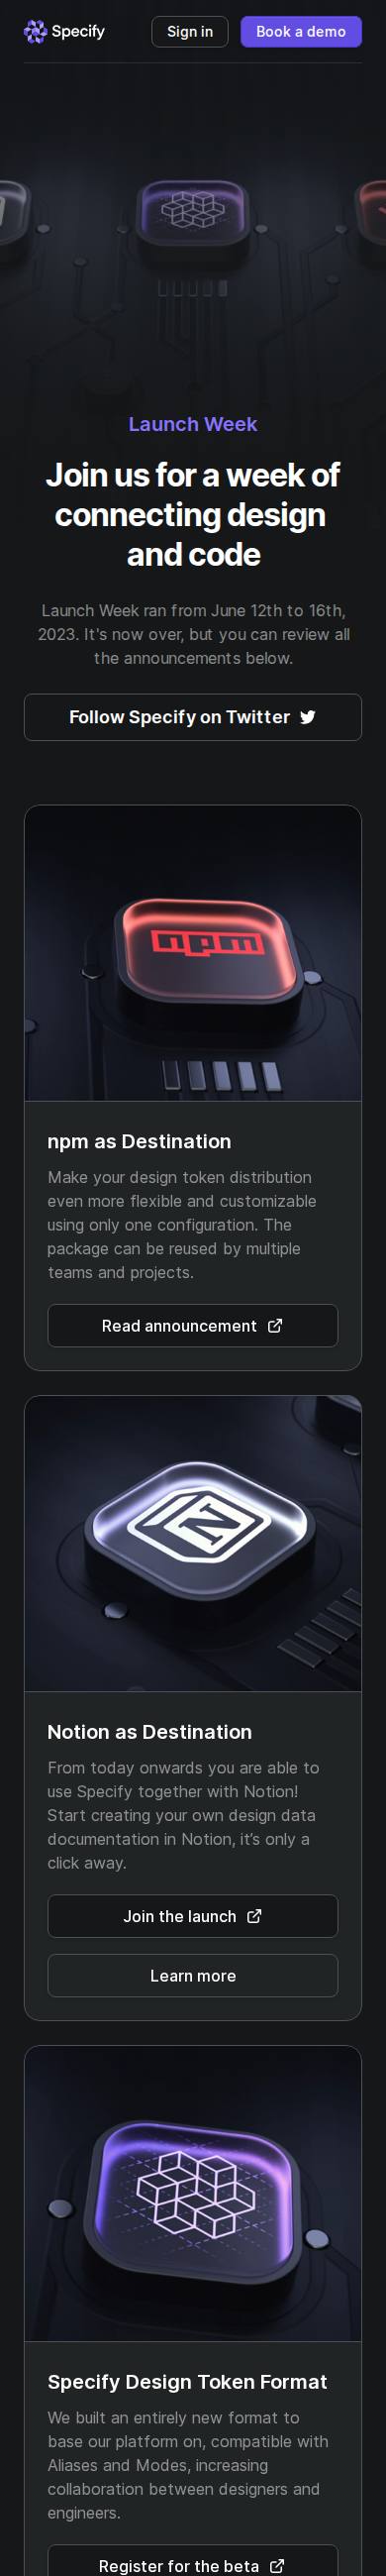 Specify
Sign in
Book a demo
Launch Week
Join us for a week of
connecting design
and code
Launch Week ran from June 12th to 16th,
2023. It's now over, but you can review all
the announcements below.
Follow Specify on Twitter
npm
npm as Destination
Make your design token distribution
even more flexible and customizable
using only one configuration. The
package can be reused by multiple
teams and projects.
Read announcement
N
Notion as Destination
From today onwards you are able to
use Specify together with Notion!
Start creating your own design data
documentation in Notion, it’s only a
click away.
Join the launch
Learn more
Specify Design Token Format
We built an entirely new format to
base our platform on, compatible with
Aliases and Modes, increasing
collaboration between designers and
engineers.
Register for the beta